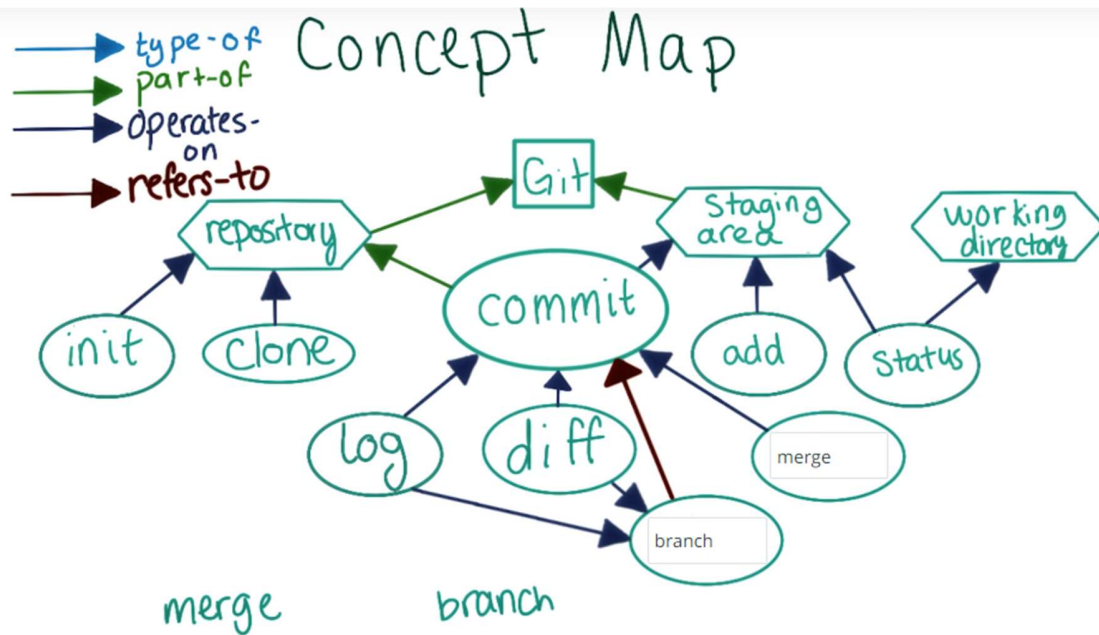 Concept Map
type-of
part-of
operates-
on
refers-to
Git
repository
Staging
area
working
directory
commit
init
clone
add
Status
log
diff
merge
branch
merge
branch